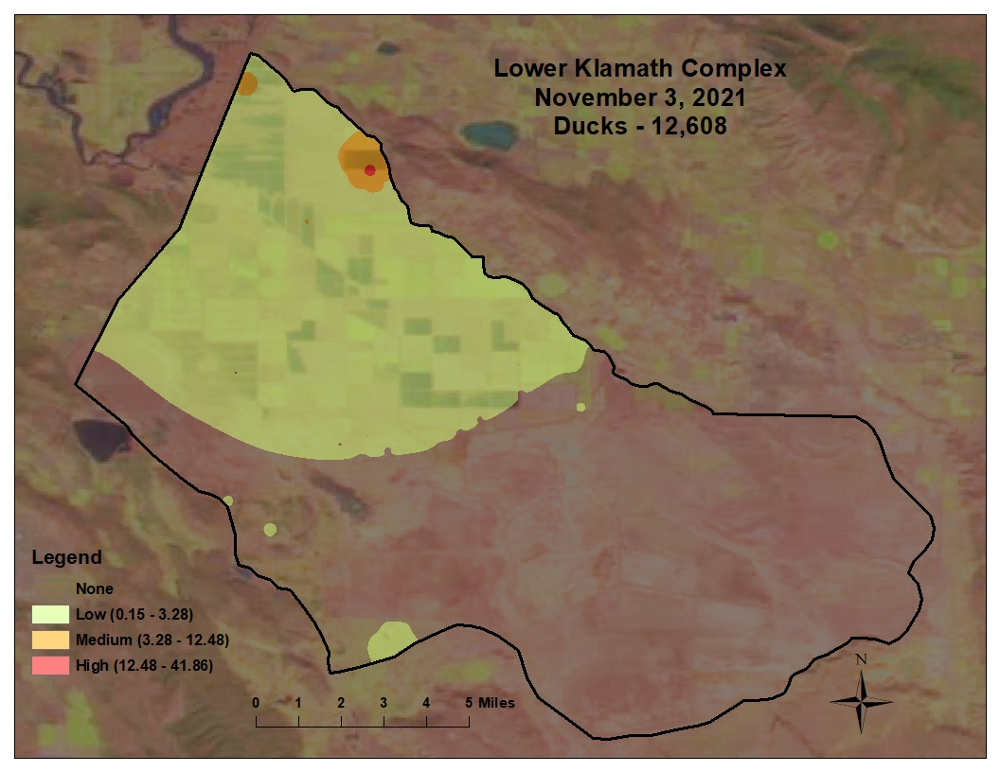 Lower Klamath Complex
November 3, 2021
Ducks - 12,608
Legend
None
Low (0.15 - 3.28)
Medium (3.28 - 12.48)
High (12.48 - 41.86)
N
0 1 2 3 4 5 Miles